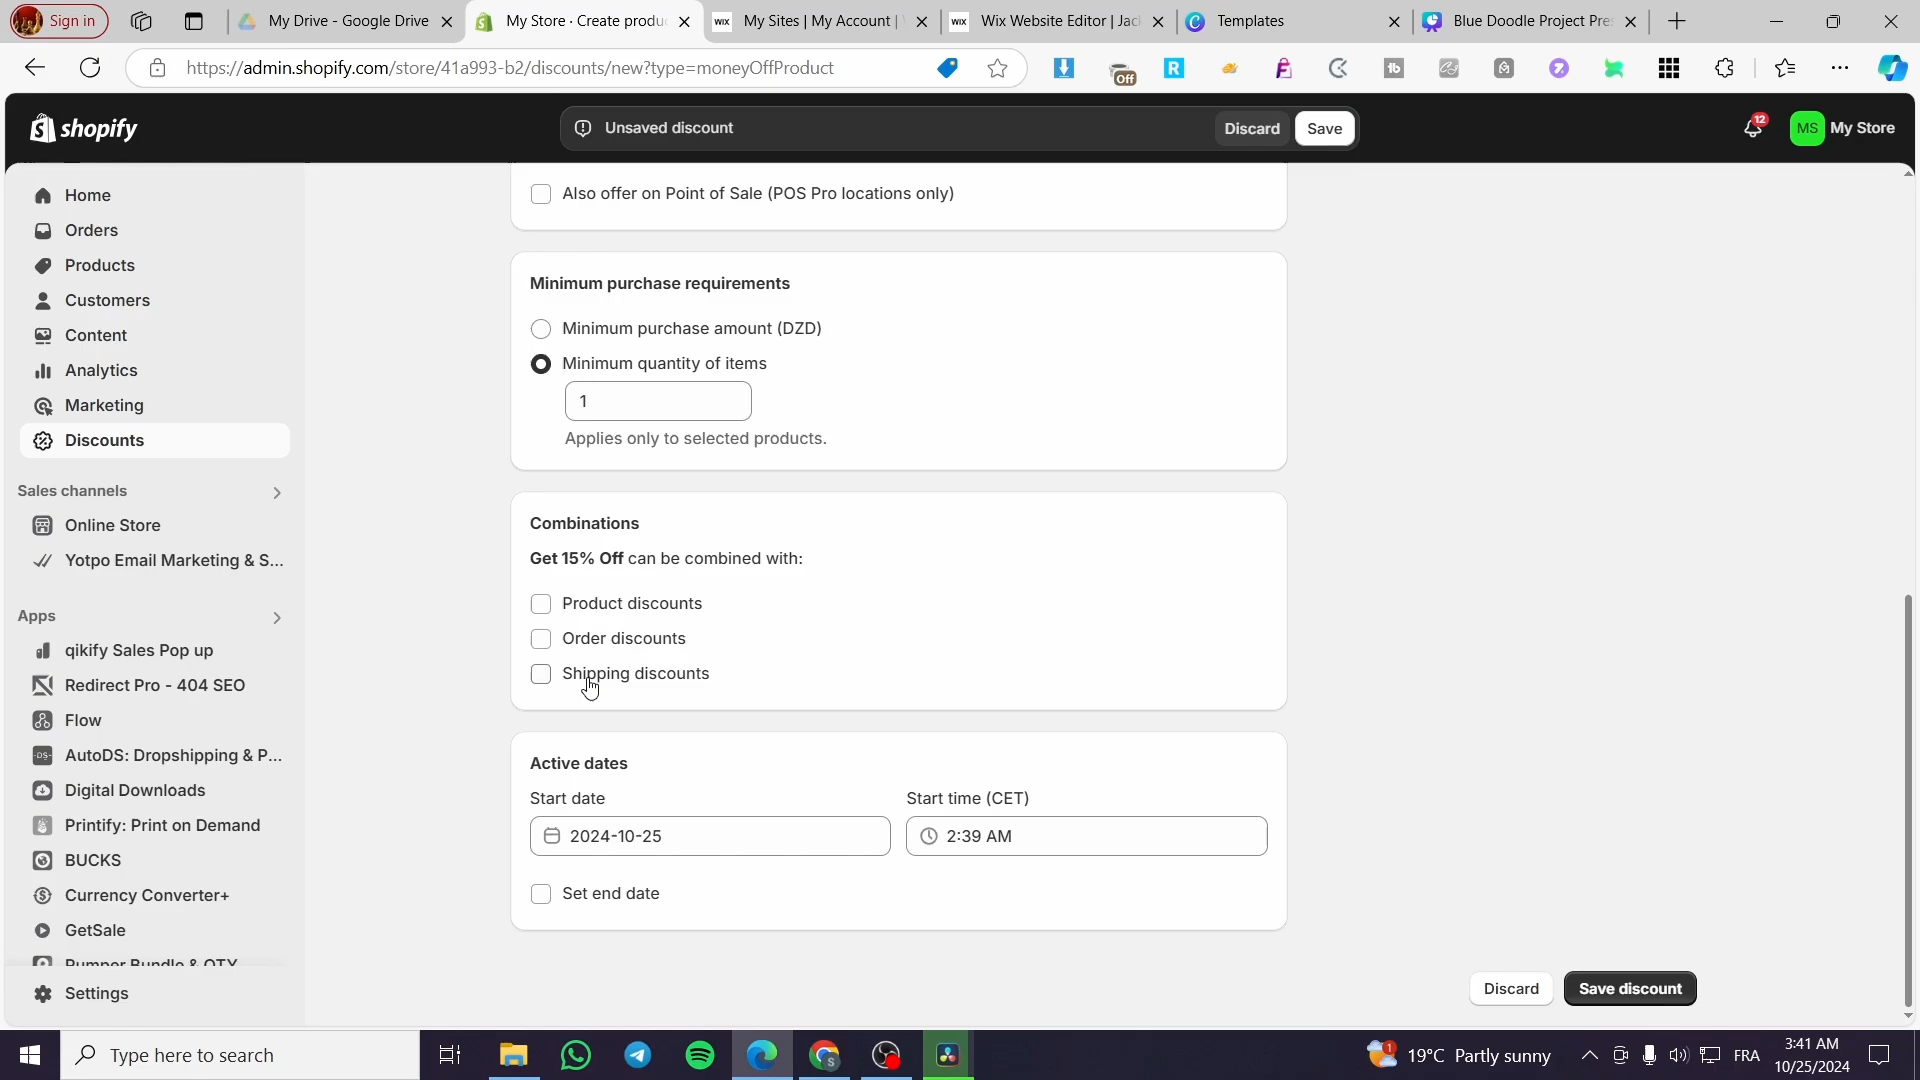 Sign in
My Drive - Google Drive
My Store · Create produ
WIX My Sites | My Account |
WIX Wix Website Editor | Jac
Templates
Blue Doodle Project Pre
https://admin.shopify.com/store/41a993-b2/discounts/new?type=moneyOffProduct
Off
shopify
Unsaved discount
Discard
Save
12
MS My Store
Home
Orders
Products
Customers
Content
Analytics
Marketing
Discounts
Sales channels
Online Store
Yotpo Email Marketing & S...
Apps
qikify Sales Pop up
Redirect Pro - 404 SEO
Flow
AutoDS: Dropshipping & P...
Digital Downloads
Printify: Print on Demand
BUCKS
Currency Converter+
GetSale
Bumper Bundle & QTY
Settings
Also offer on Point of Sale (POS Pro locations only)
Minimum purchase requirements
Minimum purchase amount (DZD)
Minimum quantity of items
1
Applies only to selected products.
Combinations
Get 15% Off can be combined with:
Product discounts
Order discounts
Shipping discounts
Active dates
Start date
Start time (CET)
2024-10-25
2:39 AM
Set end date
Discard
Save discount
Type here to search
1
19°C Partly sunny
FRA
3:41 AM
10/25/2024